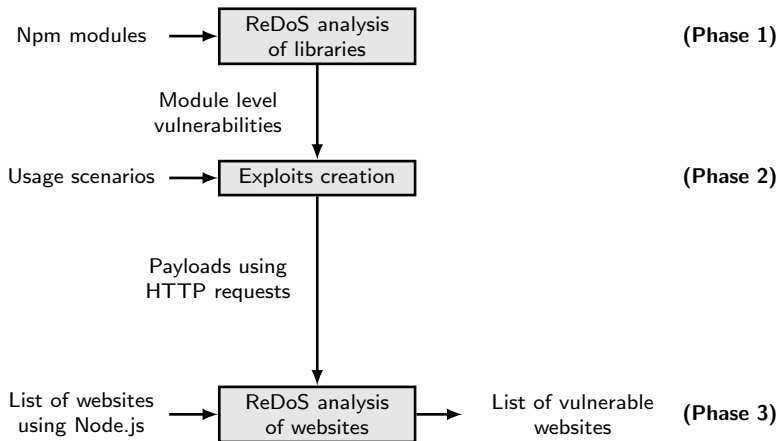 Npm modules
ReDoS analysis
of libraries
(Phase 1)
Module level
vulnerabilities
Usage scenarios
Exploits creation
(Phase 2)
Payloads using
HTTP requests
List of websites
using Node.js
ReDoS analysis
of websites
List of vulnerable
websites
(Phase 3)